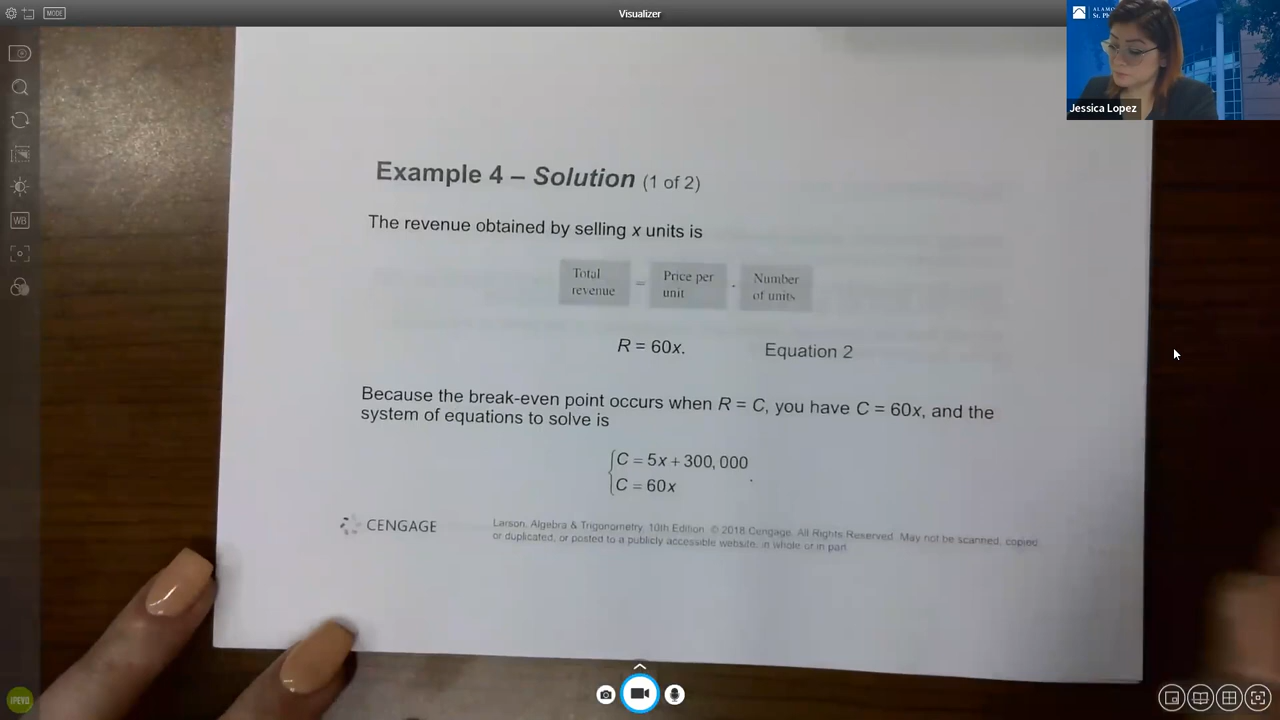 MODE
Visualizer
Jessica Lopez
WB
Example 4 – Solution (1 of 2)
The revenue obtained by selling x units is
Total revenue = Price per unit · Number of units
R = 60x. Equation 2
Because the break-even point occurs when R = C, you have C = 60x, and the
system of equations to solve is
C = 5x + 300,000
C = 60x .
CENGAGE
Larson, Algebra & Trigonometry, 10th Edition. © 2018 Cengage. All Rights Reserved. May not be scanned, copied
or duplicated, or posted to a publicly accessible website, in whole or in part.
IPEVO